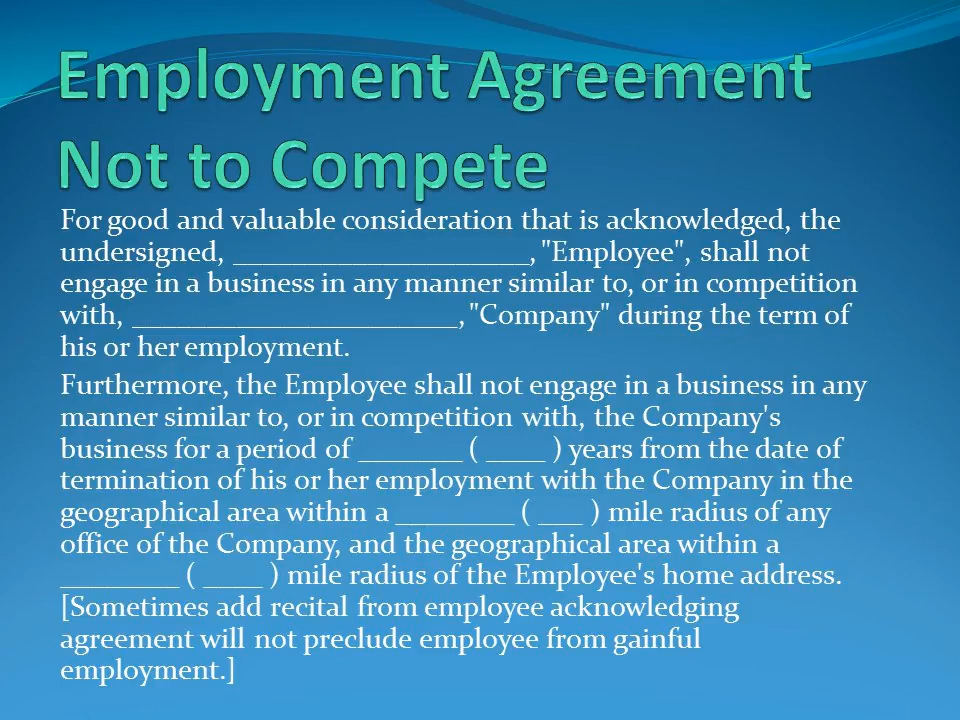 Employment Agreement
Not to Compete
For good and valuable consideration that is acknowledged, the
undersigned, ____________________, "Employee", shall not
engage in a business in any manner similar to, or in competition
with, ______________________, "Company" during the term of
his or her employment.
Furthermore, the Employee shall not engage in a business in any
manner similar to, or in competition with, the Company's
business for a period of _______ ( ____ ) years from the date of
termination of his or her employment with the Company in the
geographical area within a ________ ( ___ ) mile radius of any
office of the Company, and the geographical area within a
________ ( ____ ) mile radius of the Employee's home address.
[Sometimes add recital from employee acknowledging
agreement will not preclude employee from gainful
employment.]